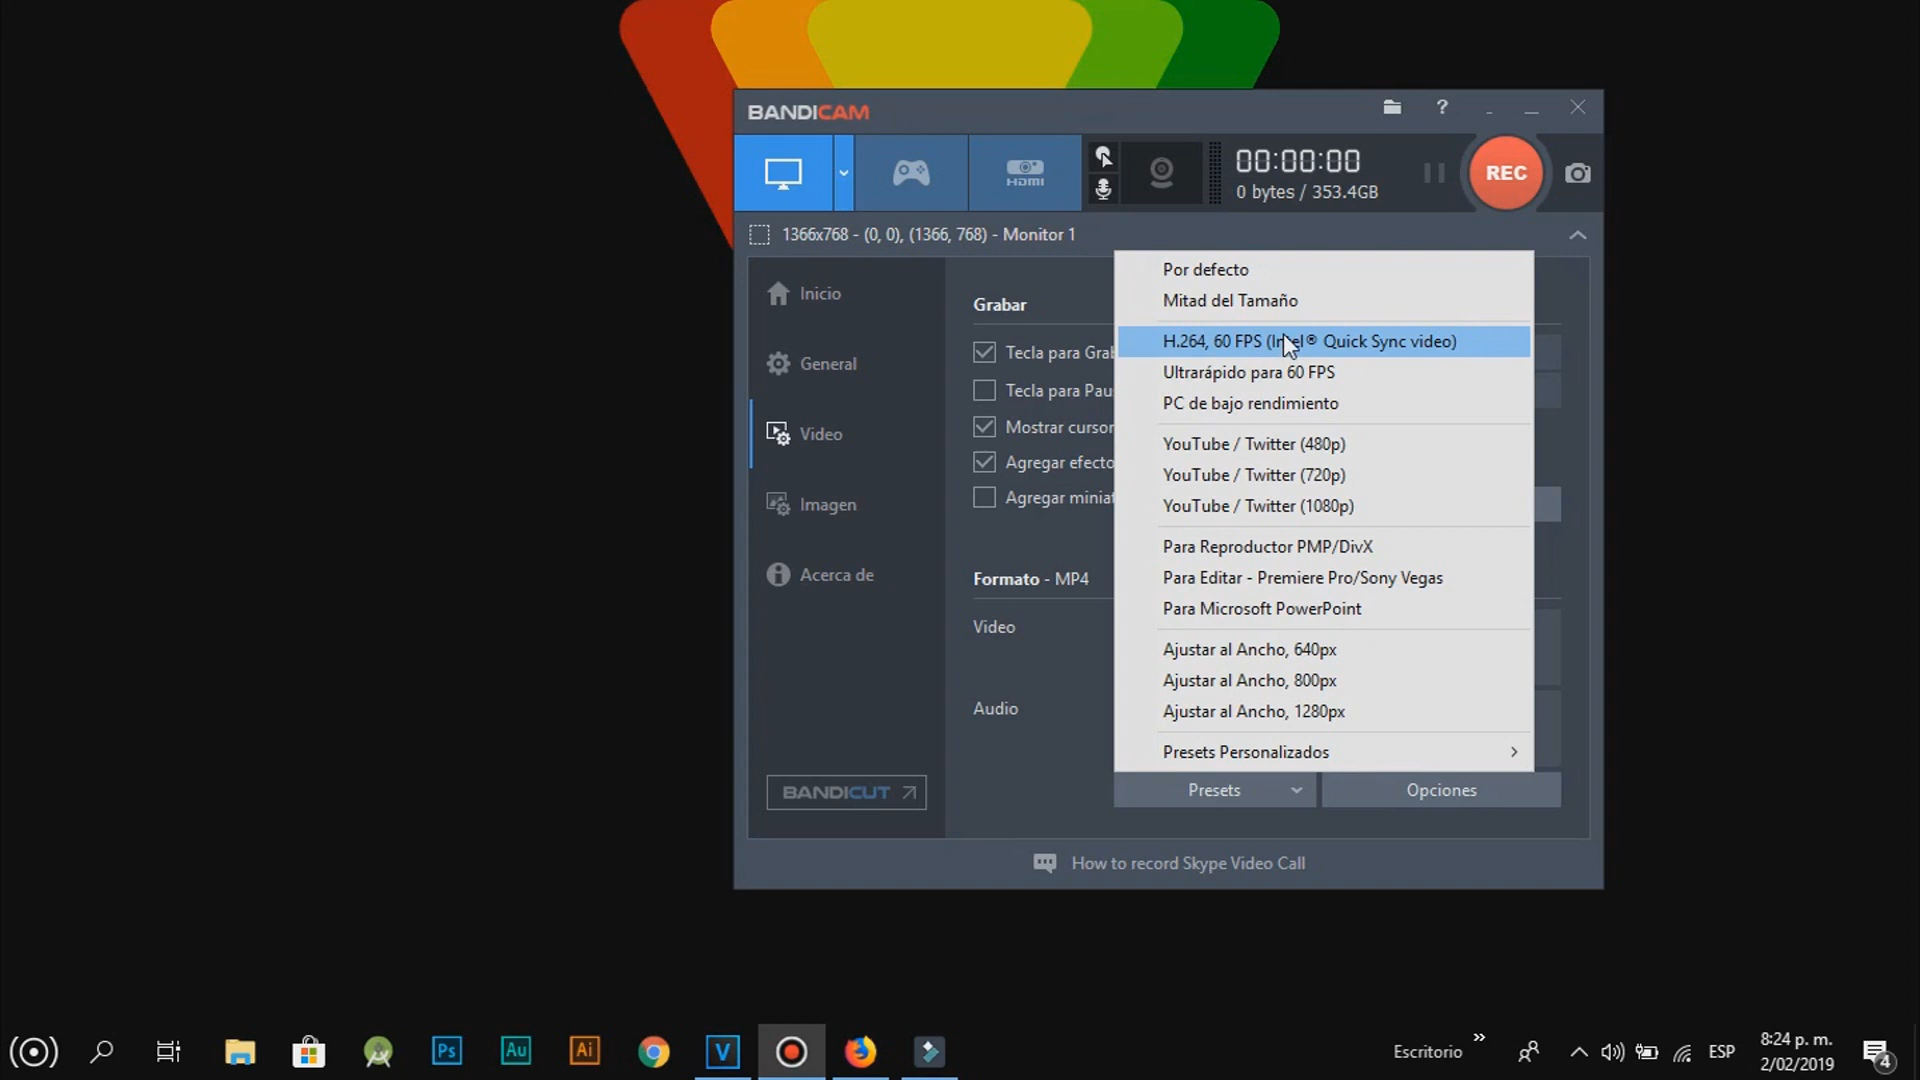 BANDICAM
?
HDMI
00:00:00
0 bytes / 353.4GB
REC
1366x768 - (0, 0), (1366, 768) - Monitor 1
Inicio
General
Video
Imagen
Acerca de
BANDICUT
Grabar
Tecla para Gra
Tecla para Pau
Mostrar cursor
Agregar efecto
Agregar miniat
Formato - MP4
Video
Audio
Por defecto
Mitad del Tamaño
H.264, 60 FPS (Intel® Quick Sync video)
Ultrarápido para 60 FPS
PC de bajo rendimiento
YouTube / Twitter (480p)
YouTube / Twitter (720p)
YouTube / Twitter (1080p)
Para Reproductor PMP/DivX
Para Editar - Premiere Pro/Sony Vegas
Para Microsoft PowerPoint
Ajustar al Ancho, 640px
Ajustar al Ancho, 800px
Ajustar al Ancho, 1280px
Presets Personalizados
Presets
Opciones
How to record Skype Video Call
Ps
Au
Ai
V
Escritorio
ESP
8:24 p. m.
2/02/2019
4